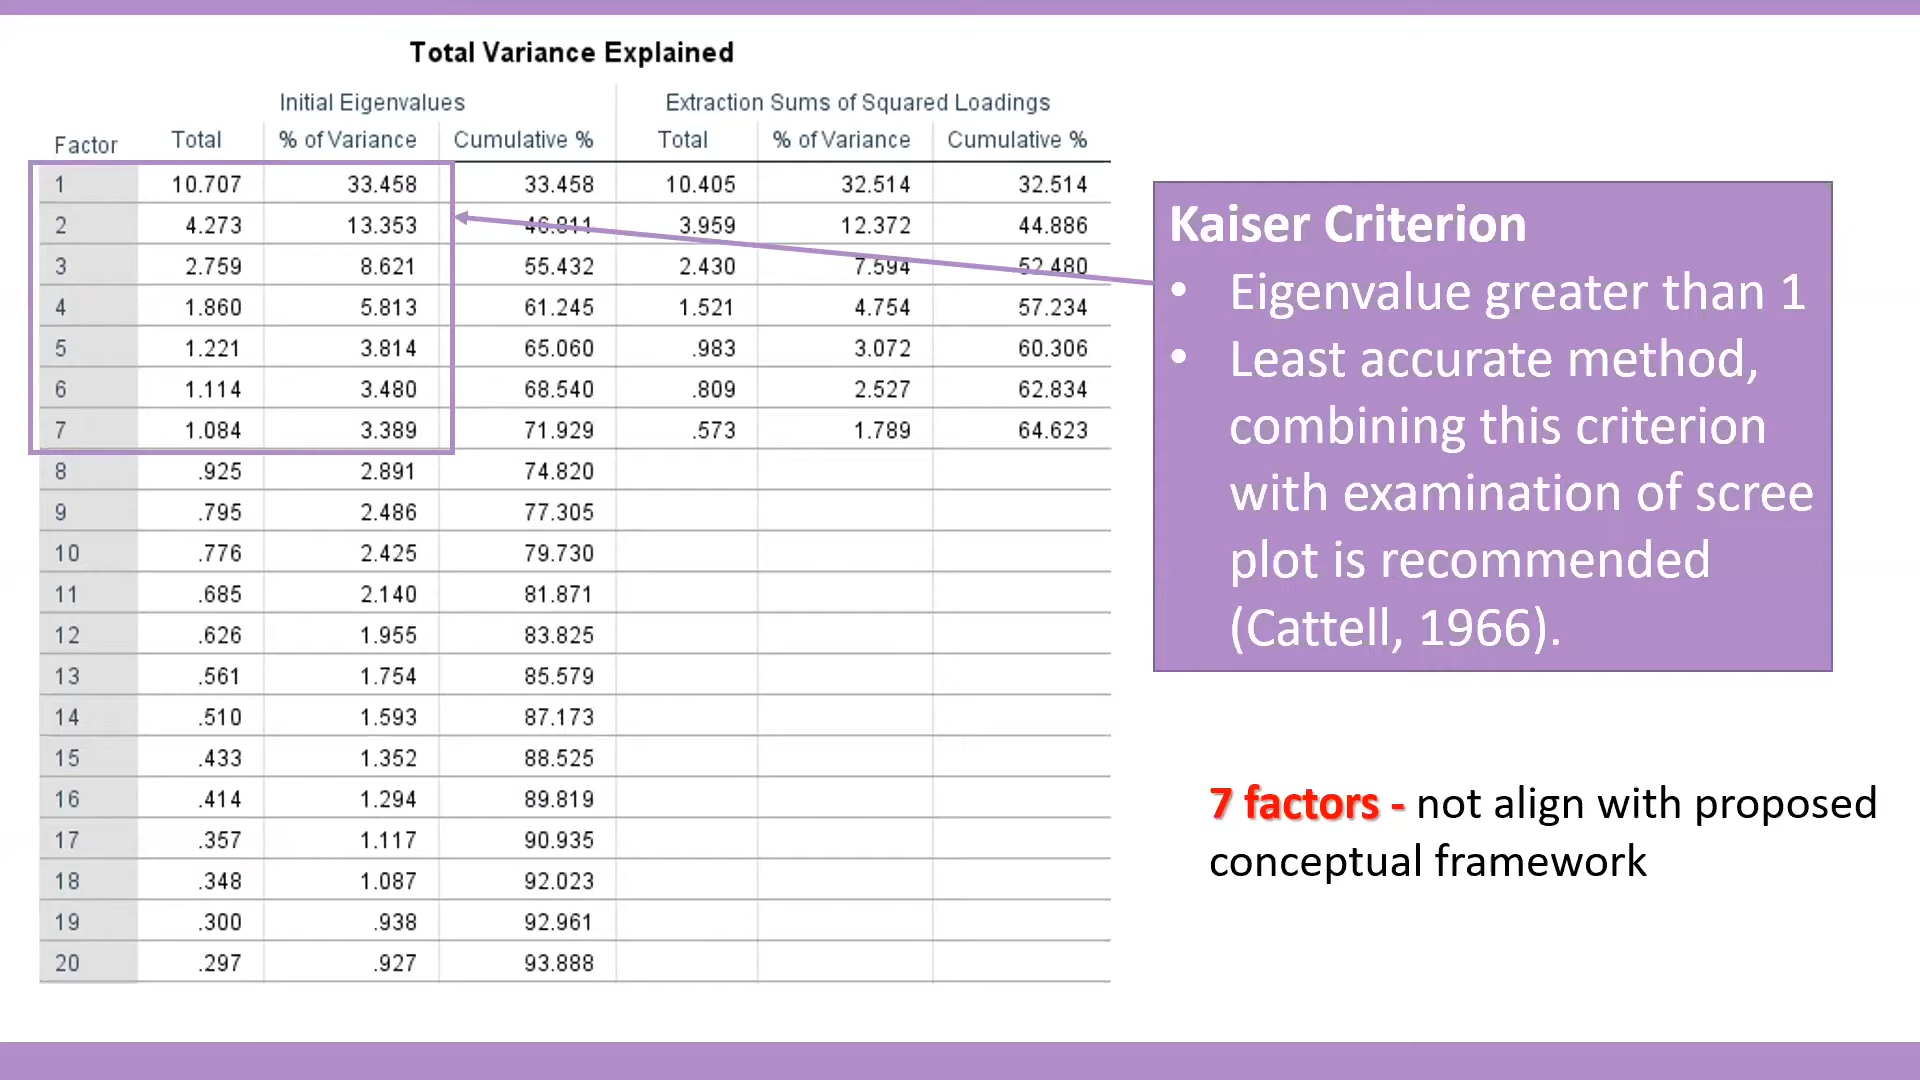 Total Variance Explained
Initial Eigenvalues Extraction Sums of Squared Loadings
Factor Total % of Variance Cumulative % Total % of Variance Cumulative %
1 10.707 33.458 33.458 10.405 32.514 32.514
2 4.273 13.353 46.811 3.959 12.372 44.886
3 2.759 8.621 55.432 2.430 7.594 52.480
4 1.860 5.813 61.245 1.521 4.754 57.234
5 1.221 3.814 65.060 .983 3.072 60.306
6 1.114 3.480 68.540 .809 2.527 62.834
7 1.084 3.389 71.929 .573 1.789 64.623
8 .925 2.891 74.820
9 .795 2.486 77.305
10 .776 2.425 79.730
11 .685 2.140 81.871
12 .626 1.955 83.825
13 .561 1.754 85.579
14 .510 1.593 87.173
15 .433 1.352 88.525
16 .414 1.294 89.819
17 .357 1.117 90.935
18 .348 1.087 92.023
19 .300 .938 92.961
20 .297 .927 93.888
Kaiser Criterion
• Eigenvalue greater than 1
• Least accurate method,
combining this criterion
with examination of scree
plot is recommended
(Cattell, 1966).
7 factors - not align with proposed
conceptual framework